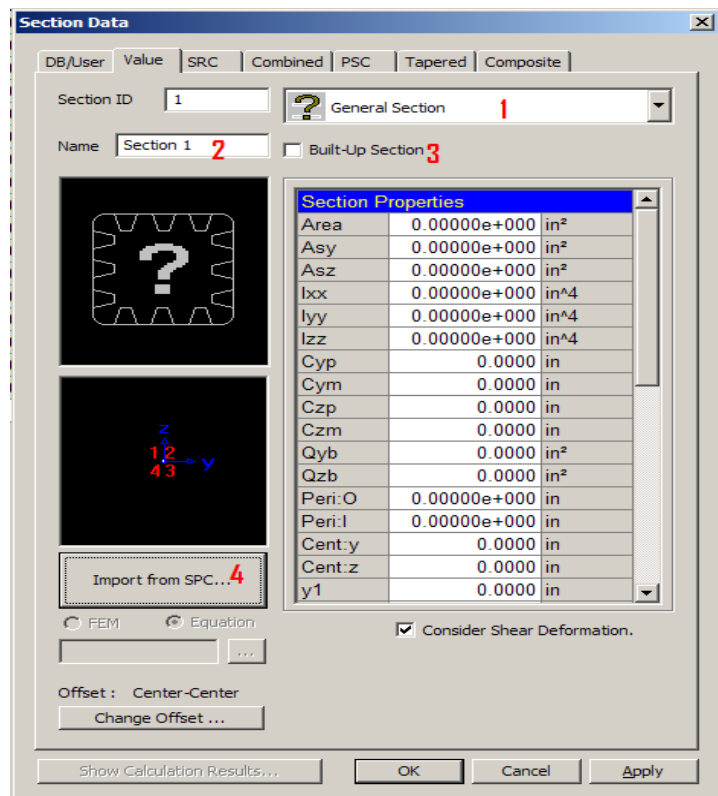 Section Data
DB/User Value SRC Combined PSC Tapered Composite
Section ID 1
? General Section 1
Name Section 1 2
Built-Up Section 3
?
Section Properties
Area 0.00000e+000 in²
Asy 0.00000e+000 in²
Asz 0.00000e+000 in²
Ixx 0.00000e+000 in^4
Iyy 0.00000e+000 in^4
Izz 0.00000e+000 in^4
Cyp 0.0000 in
Cym 0.0000 in
Czp 0.0000 in
Czm 0.0000 in
Qyb 0.0000 in²
Qzb 0.0000 in²
Peri:O 0.00000e+000 in
Peri:I 0.00000e+000 in
Cent:y 0.0000 in
Cent:z 0.0000 in
y1 0.0000 in
z
1 2
4 3 y
Import from SPC... 4
FEM Equation
...
Consider Shear Deformation.
Offset : Center-Center
Change Offset ...
Show Calculation Results...
OK Cancel Apply